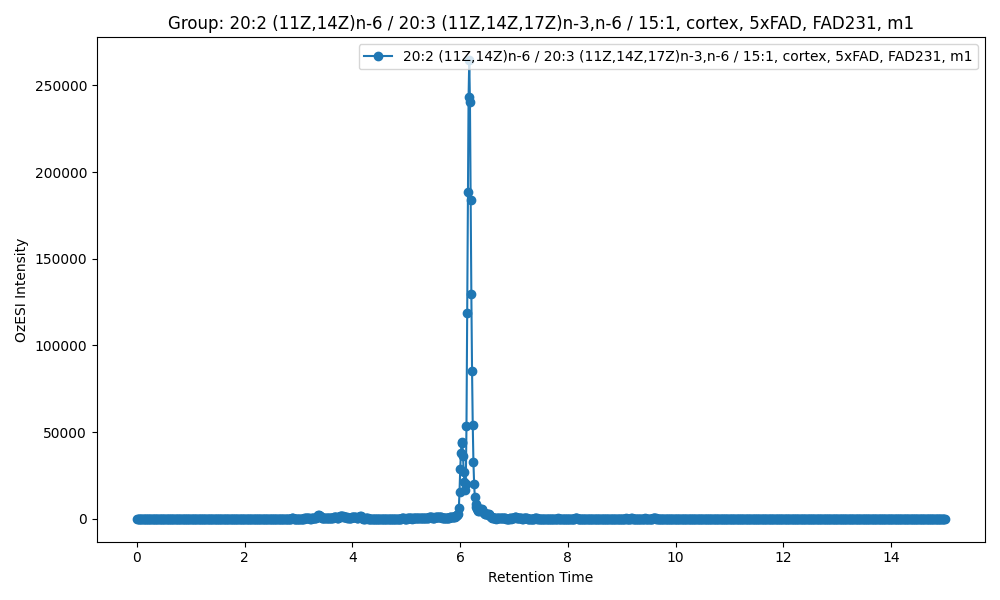 Group: 20:2 (11Z,14Z)n-6 / 20:3 (11Z,14Z,17Z)n-3,n-6 / 15:1, cortex, 5xFAD, FAD231, m1
20:2 (11Z,14Z)n-6 / 20:3 (11Z,14Z,17Z)n-3,n-6 / 15:1, cortex, 5xFAD, FAD231, m1
250000
200000
150000
100000
50000
0
OzESI Intensity
0 2 4 6 8 10 12 14
Retention Time